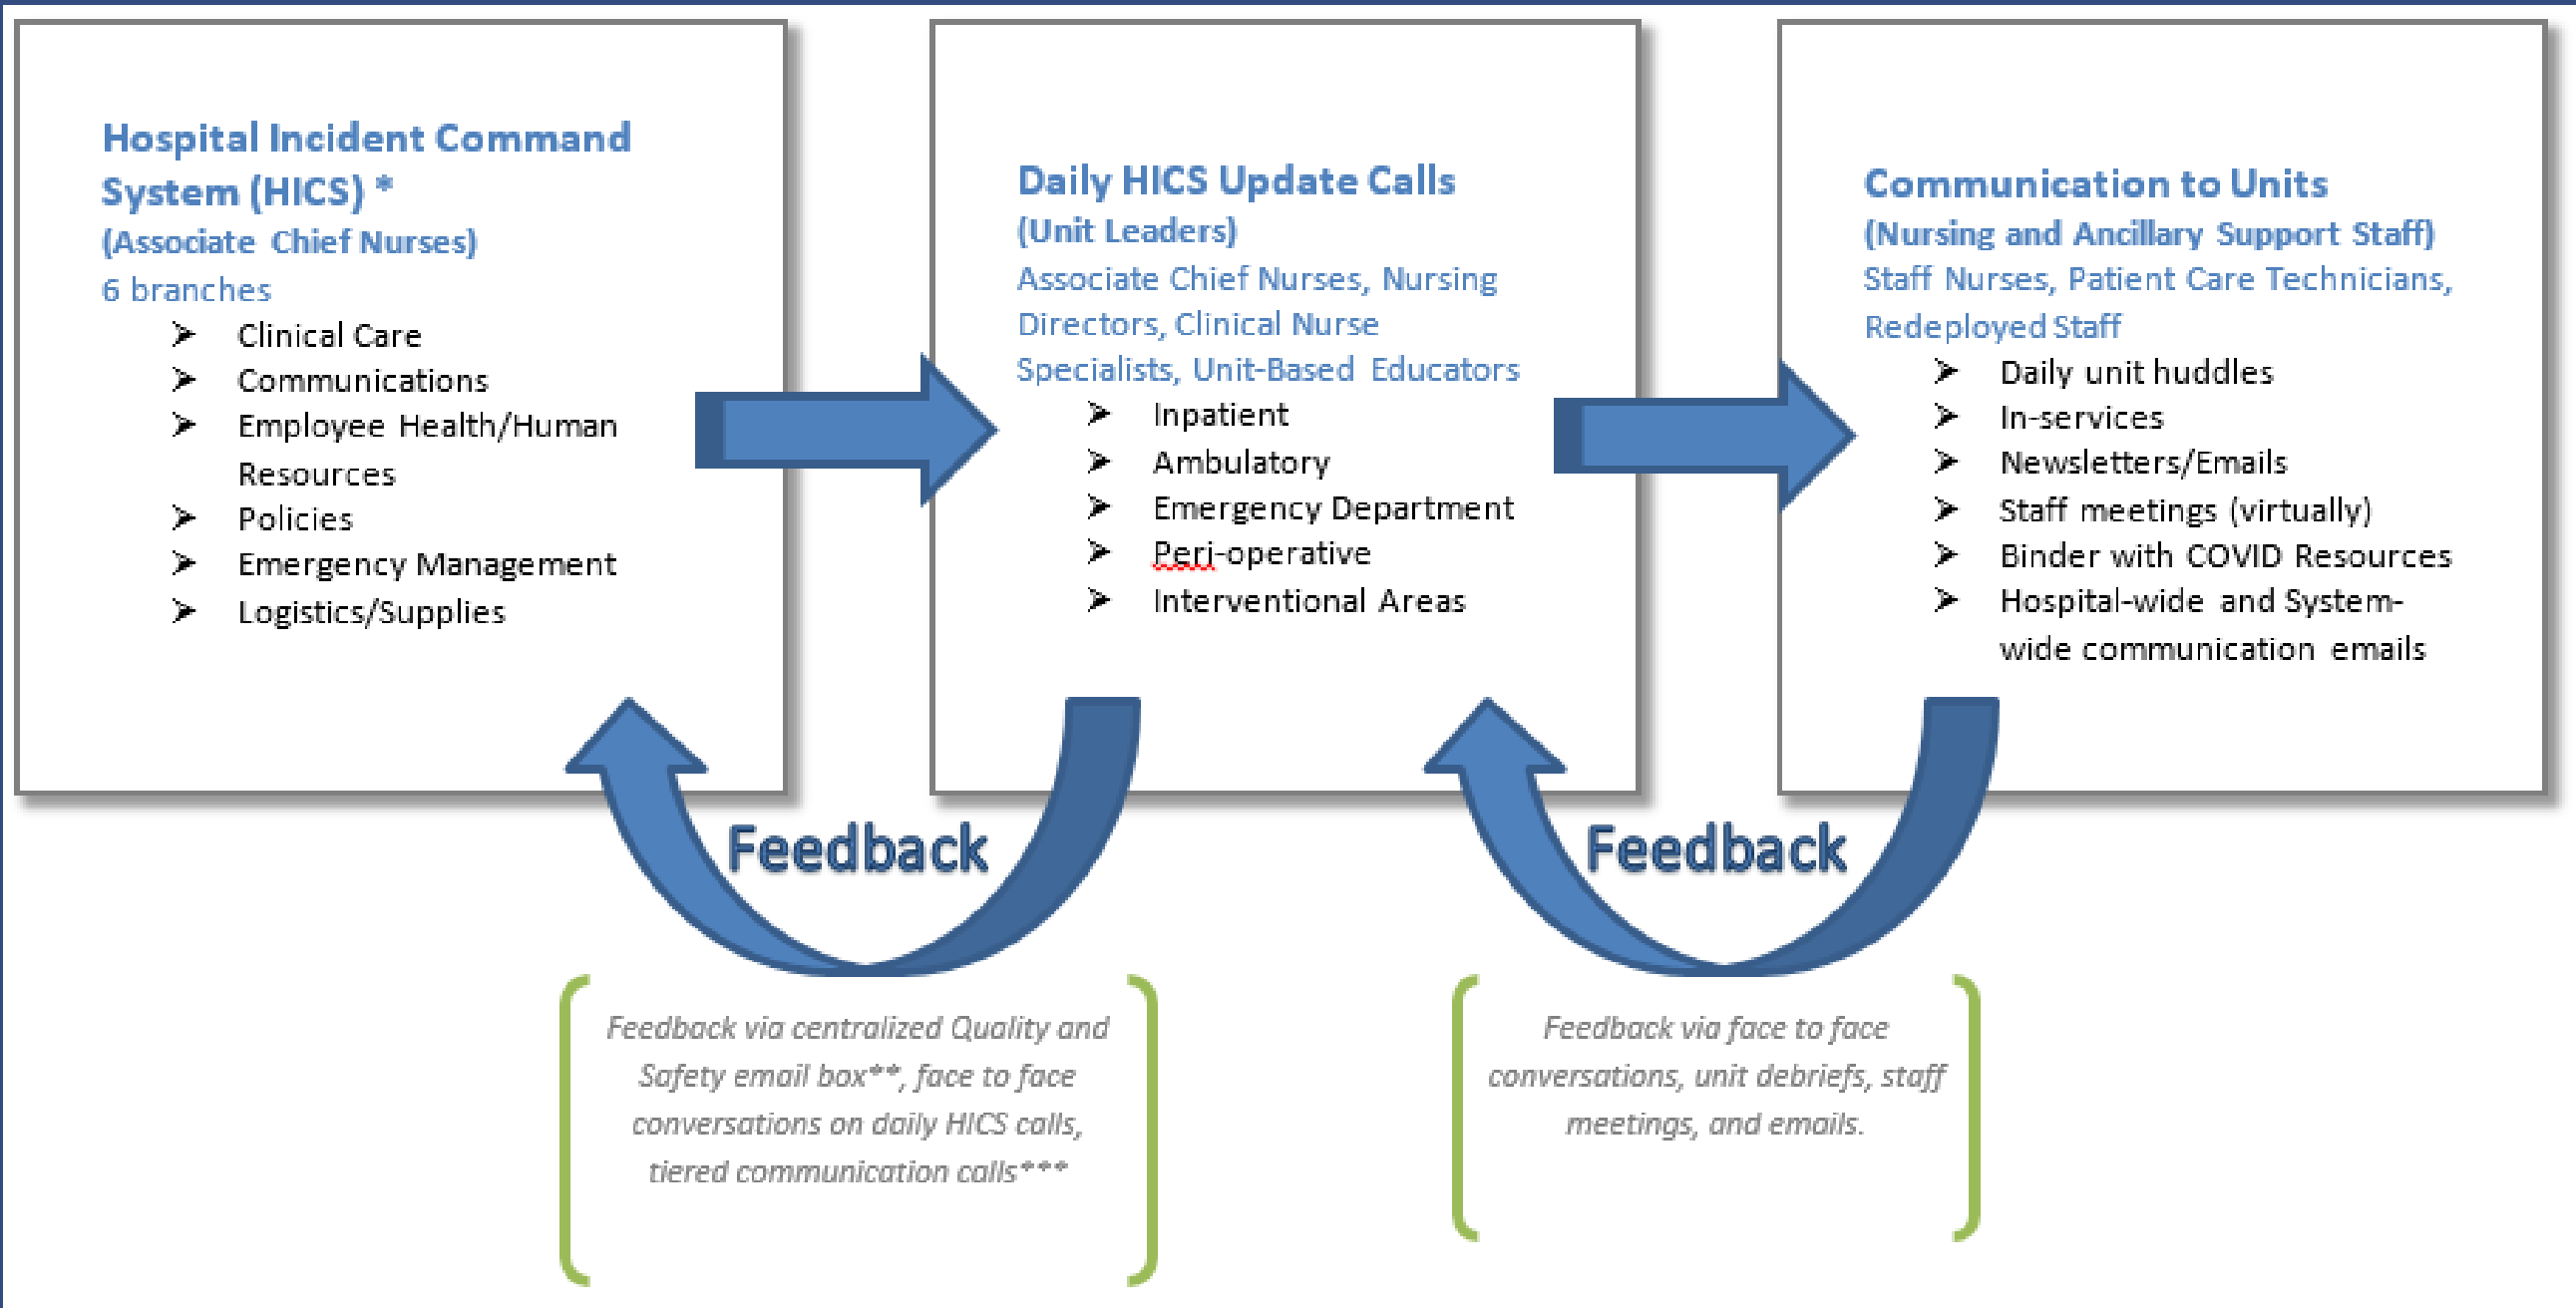 Hospital Incident Command
System (HICS) *
(Associate Chief Nurses)
6 branches
➢ Clinical Care
➢ Communications
➢ Employee Health/Human
Resources
➢ Policies
➢ Emergency Management
➢ Logistics/Supplies
Daily HICS Update Calls
(Unit Leaders)
Associate Chief Nurses, Nursing
Directors, Clinical Nurse
Specialists, Unit-Based Educators
➢ Inpatient
➢ Ambulatory
➢ Emergency Department
➢ Peri-operative
➢ Interventional Areas
Communication to Units
(Nursing and Ancillary Support Staff)
Staff Nurses, Patient Care Technicians,
Redeployed Staff
➢ Daily unit huddles
➢ In-services
➢ Newsletters/Emails
➢ Staff meetings (virtually)
➢ Binder with COVID Resources
➢ Hospital-wide and System-
wide communication emails
Feedback
Feedback via centralized Quality and
Safety email box**, face to face
conversations on daily HICS calls,
tiered communication calls***
Feedback
Feedback via face to face
conversations, unit debriefs, staff
meetings, and emails.